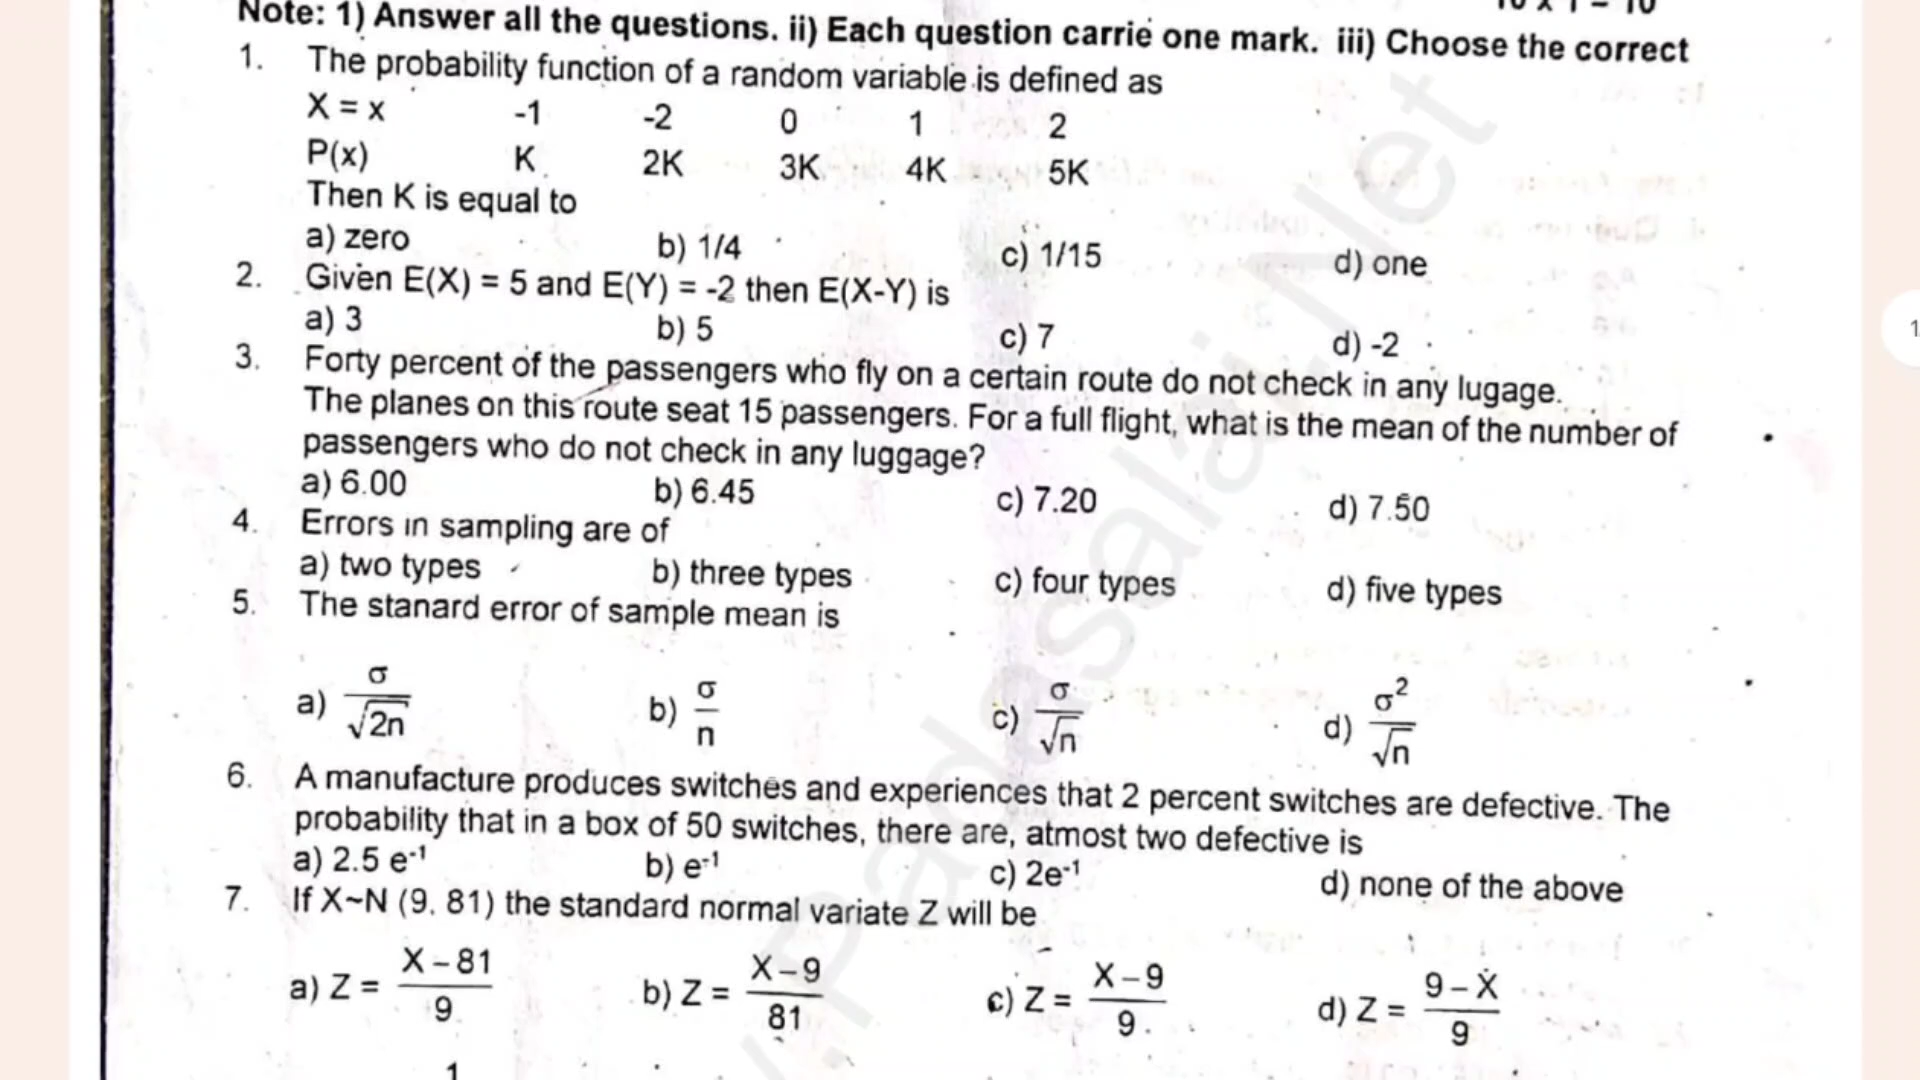 Note: 1) Answer all the questions. ii) Each question carrie one mark. iii) Choose the correct
1. The probability function of a random variable is defined as
X = x -1 -2 0 1 2
P(x) K 2K 3K 4K 5K
Then K is equal to
a) zero b) 1/4 c) 1/15 d) one
2. Given E(X) = 5 and E(Y) = -2 then E(X-Y) is
a) 3 b) 5 c) 7 d) -2
3. Forty percent of the passengers who fly on a certain route do not check in any lugage.
The planes on this route seat 15 passengers. For a full flight, what is the mean of the number of
passengers who do not check in any luggage?
a) 6.00 b) 6.45 c) 7.20 d) 7.50
4. Errors in sampling are of
a) two types b) three types c) four types d) five types
5. The stanard error of sample mean is
a) σ/√2n b) σ/n c) σ/√n d) σ²/√n
6. A manufacture produces switches and experiences that 2 percent switches are defective. The
probability that in a box of 50 switches, there are, atmost two defective is
a) 2.5 e⁻¹ b) e⁻¹ c) 2e⁻¹ d) none of the above
7. If X~N (9. 81) the standard normal variate Z will be
a) Z = X – 81/9 b) Z = X – 9/81 c) Z = X – 9/9 d) Z = 9 – X/9
1
Padasalai.Net